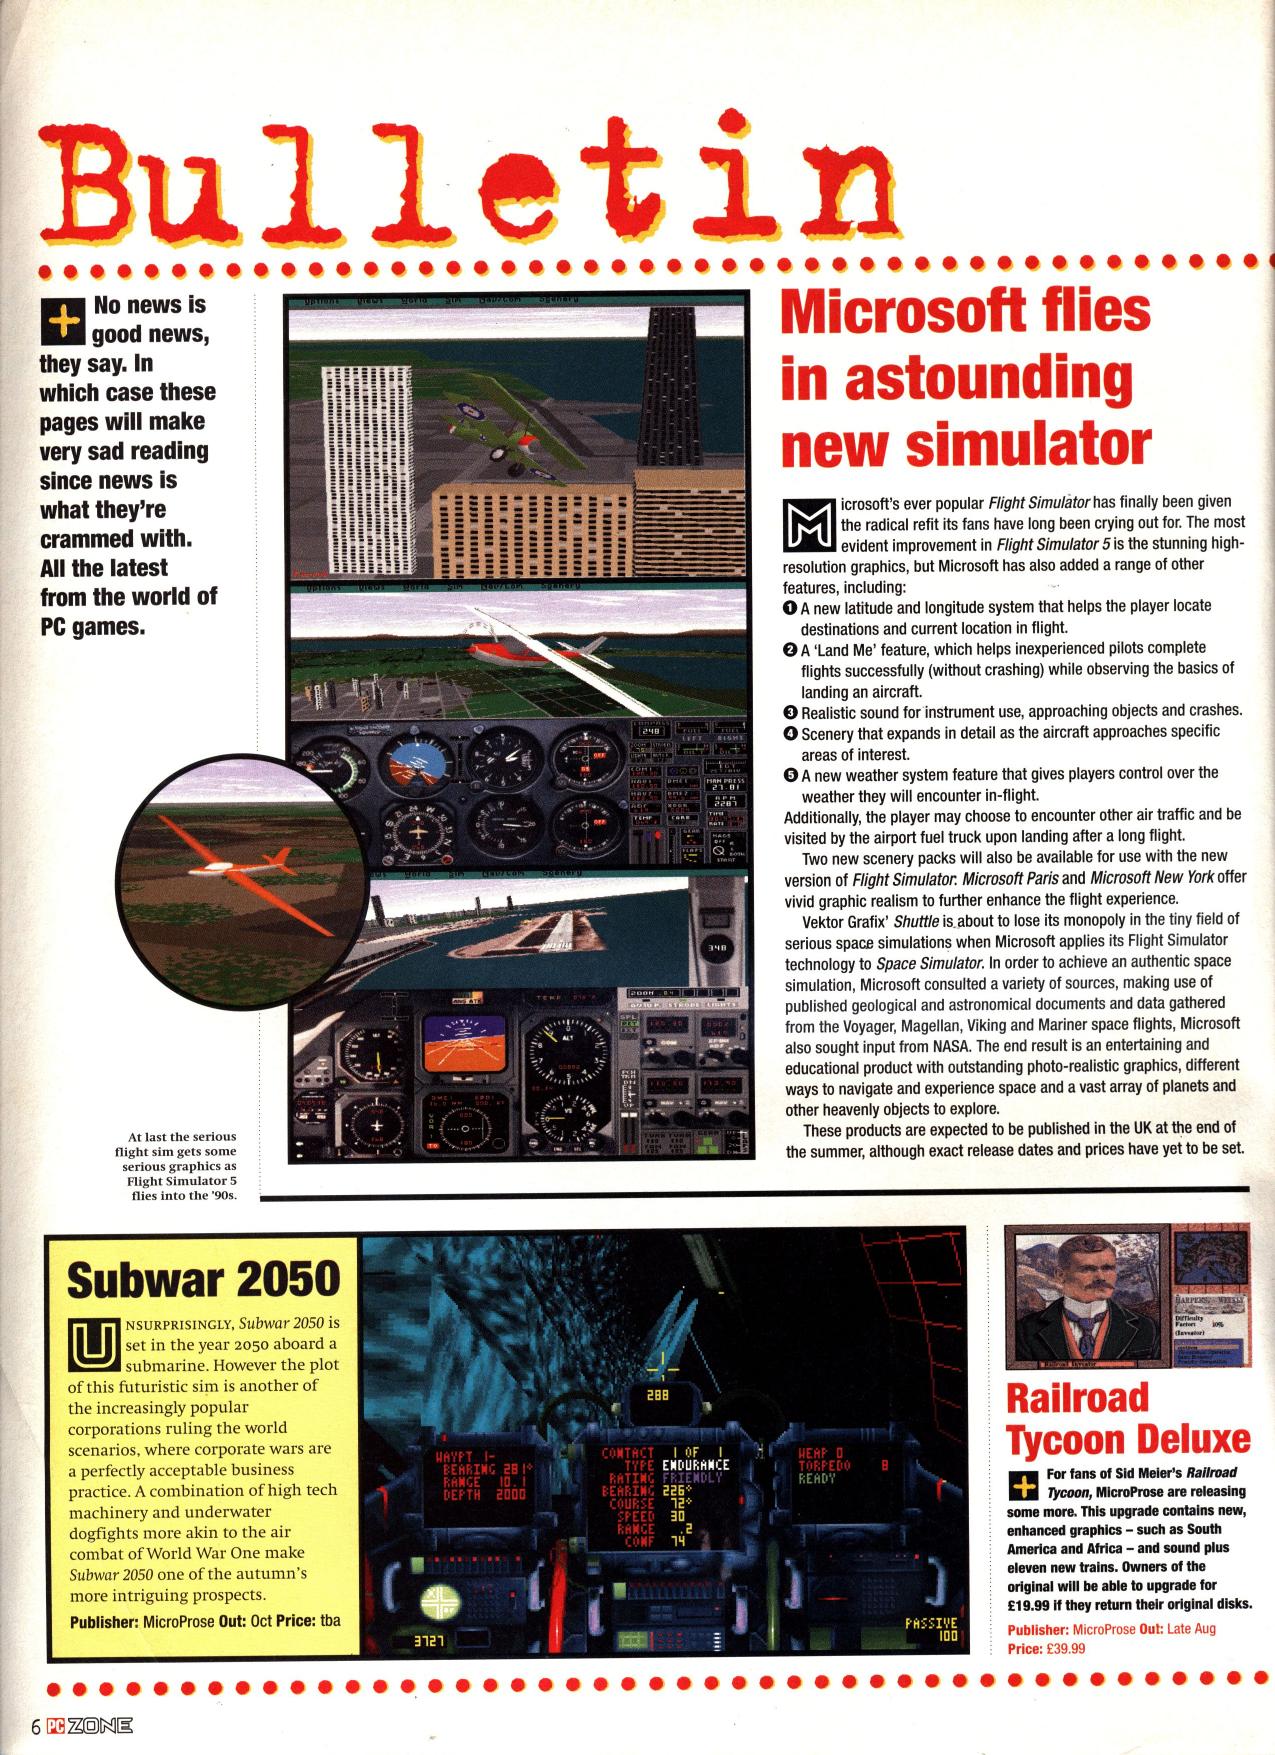 Bulletin
No news is
good news,
they say. In
which case these
pages will make
very sad reading
since news is
what they're
crammed with.
All the latest
from the world of
PC games.
At last the serious
flight sim gets some
serious graphics as
Flight Simulator 5
flies into the '90s.
Options Views World Sim Nav/Com Scenery
Microsoft flies
in astounding
new simulator
Microsoft's ever popular Flight Simulator has finally been given
the radical refit its fans have long been crying out for. The most
evident improvement in Flight Simulator 5 is the stunning high-
resolution graphics, but Microsoft has also added a range of other
features, including:
❶ A new latitude and longitude system that helps the player locate
destinations and current location in flight.
❷ A 'Land Me' feature, which helps inexperienced pilots complete
flights successfully (without crashing) while observing the basics of
landing an aircraft.
❸ Realistic sound for instrument use, approaching objects and crashes.
❹ Scenery that expands in detail as the aircraft approaches specific
areas of interest.
❺ A new weather system feature that gives players control over the
weather they will encounter in-flight.
Additionally, the player may choose to encounter other air traffic and be
visited by the airport fuel truck upon landing after a long flight.
Two new scenery packs will also be available for use with the new
version of Flight Simulator. Microsoft Paris and Microsoft New York offer
vivid graphic realism to further enhance the flight experience.
Vektor Grafix' Shuttle is about to lose its monopoly in the tiny field of
serious space simulations when Microsoft applies its Flight Simulator
technology to Space Simulator. In order to achieve an authentic space
simulation, Microsoft consulted a variety of sources, making use of
published geological and astronomical documents and data gathered
from the Voyager, Magellan, Viking and Mariner space flights, Microsoft
also sought input from NASA. The end result is an entertaining and
educational product with outstanding photo-realistic graphics, different
ways to navigate and experience space and a vast array of planets and
other heavenly objects to explore.
These products are expected to be published in the UK at the end of
the summer, although exact release dates and prices have yet to be set.
Subwar 2050
UNSURPRISINGLY, Subwar 2050 is
set in the year 2050 aboard a
submarine. However the plot
of this futuristic sim is another of
the increasingly popular
corporations ruling the world
scenarios, where corporate wars are
a perfectly acceptable business
practice. A combination of high tech
machinery and underwater
dogfights more akin to the air
combat of World War One make
Subwar 2050 one of the autumn's
more intriguing prospects.
Publisher: MicroProse Out: Oct Price: tba
288
WAYPT 1-
BEARING 281°
RANGE 10.1
DEPTH 2000
CONTACT 1 OF 1
TYPE ENDURANCE
RATING FRIENDLY
BEARING 226°
COURSE 72°
SPEED 30
RANGE .2
CONF 74
WEAP 0
TORPEDO 8
READY
3727
PASSIVE
100
HARPER'S WEEKLY
Difficulty
Factor: 10%
(Investor)
Railroad Investor
Railroad
Tycoon Deluxe
For fans of Sid Meier's Railroad
Tycoon, MicroProse are releasing
some more. This upgrade contains new,
enhanced graphics – such as South
America and Africa – and sound plus
eleven new trains. Owners of the
original will be able to upgrade for
£19.99 if they return their original disks.
Publisher: MicroProse Out: Late Aug
Price: £39.99
6 PC ZONE